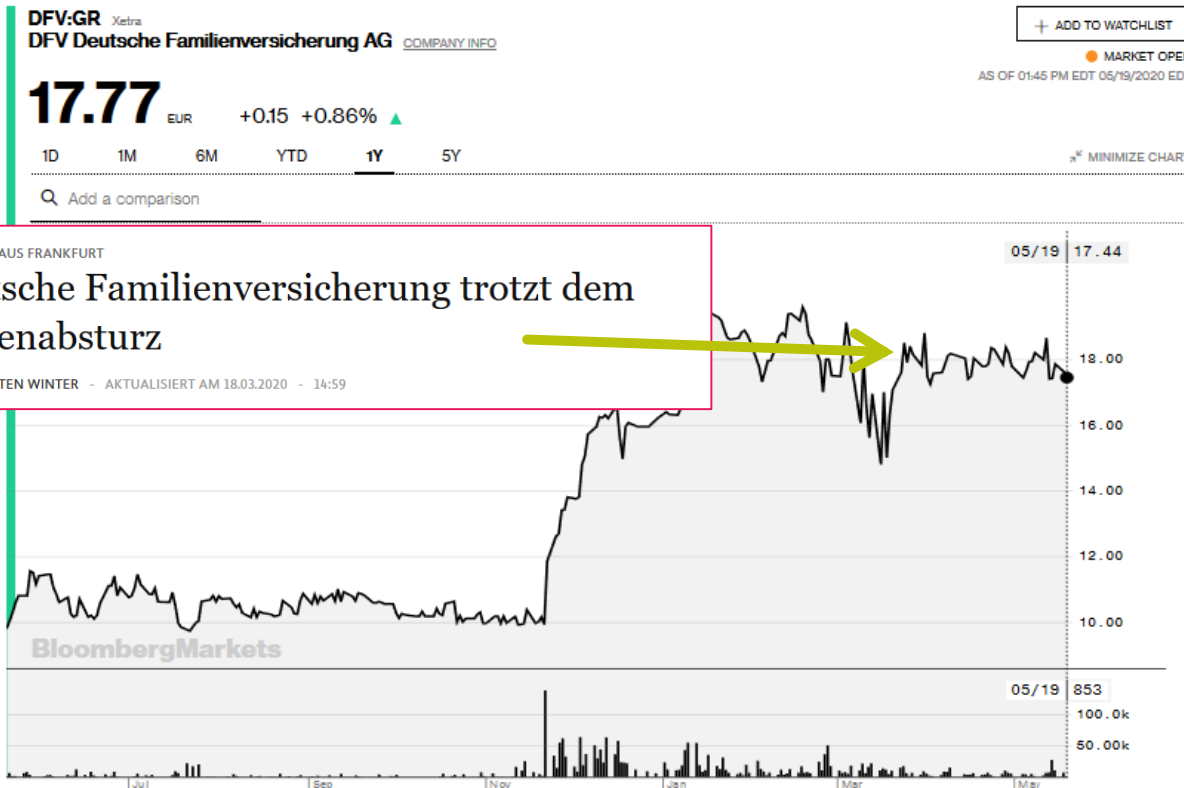 DFV:GR Xetra
+ ADD TO WATCHLIST
DFV Deutsche Familienversicherung AG COMPANY INFO
MARKET OPE
AS OF 01:45 PM EDT 05/19/2020 ED
17.77 EUR +0.15 +0.86%
1D 1M 6M YTD 1Y 5Y
MINIMIZE CHAR
Add a comparison
05/19 17.44
AUS FRANKFURT
tsche Familienversicherung trotzt dem
enabsturz
TEN WINTER - AKTUALISIERT AM 18.03.2020 - 14:59
18.00
16.00
14.00
12.00
10.00
BloombergMarkets
05/19 853
100.0k
50.00k
Jul Sep Nov Jan Mar May